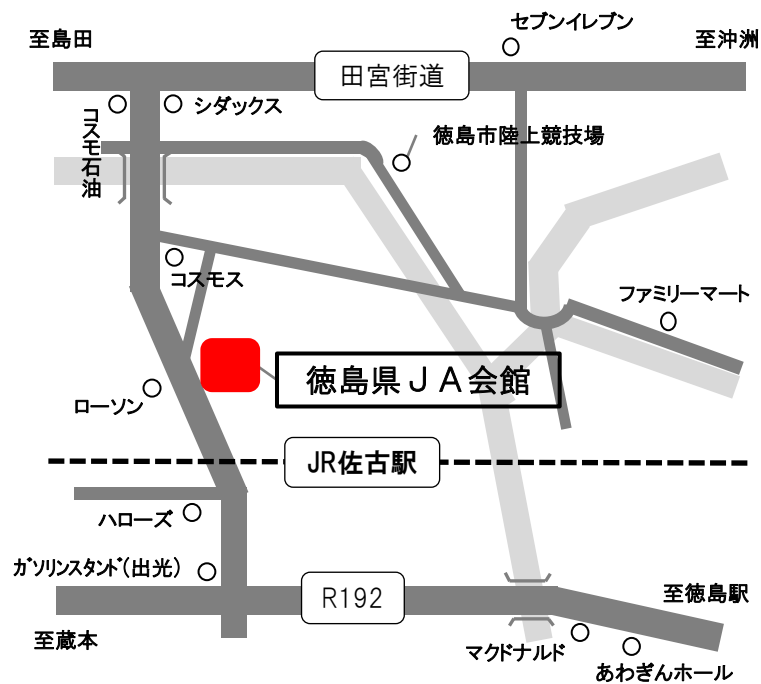 セブンイレブン
至島田
至沖洲
田宮街道
シダックス
コスモ石油
徳島市陸上競技場
コスモス
ファミリーマート
徳島県ＪＡ会館
ローソン
JR佐古駅
ハローズ
ｶﾞｿﾘﾝｽﾀﾝﾄﾞ(出光)
R192
至徳島駅
至蔵本
マクドナルド
あわぎんホール